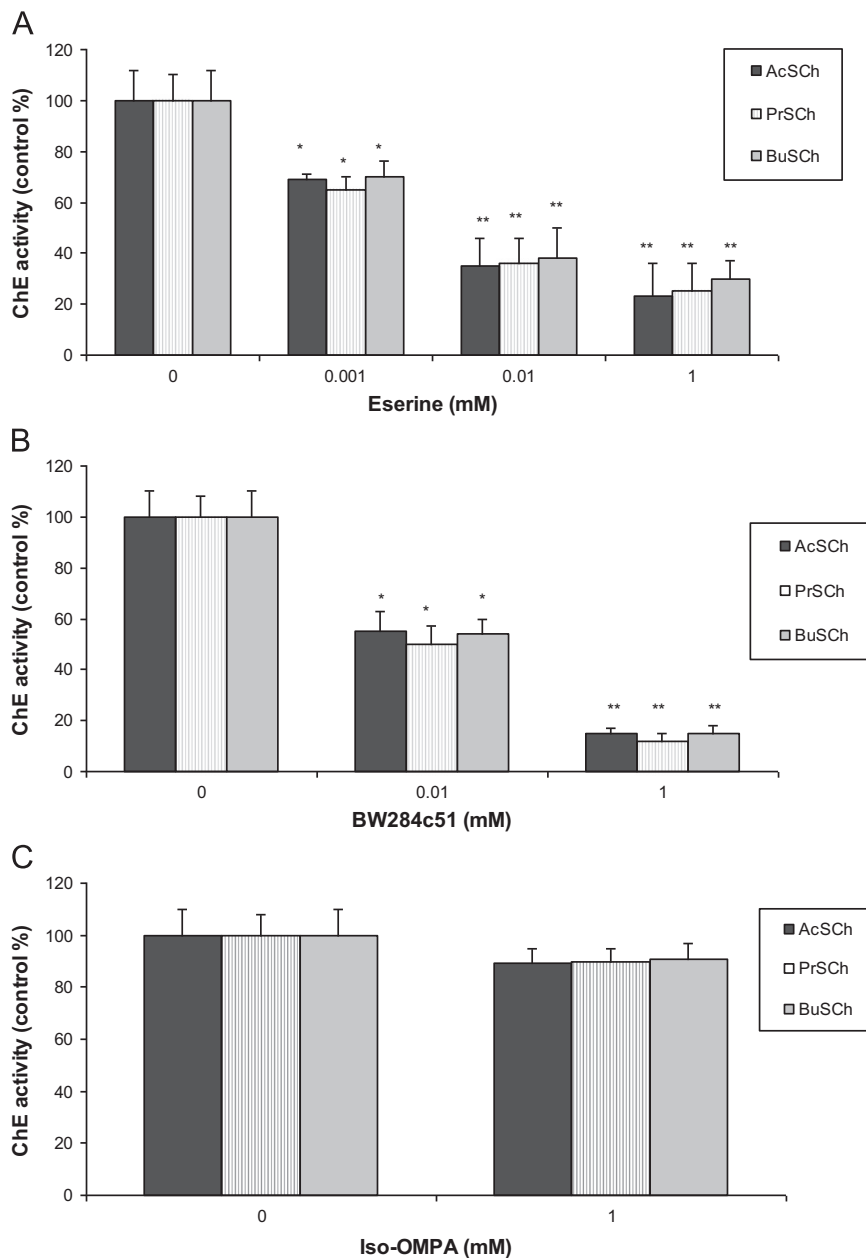 A
120
100
80
60
40
20
0
ChE activity (control %)
* * *
** ** **
** ** **
0 0.001 0.01 1
Eserine (mM)
AcSCh
PrSCh
BuSCh
B
120
100
80
60
40
20
0
ChE activity (control %)
* * *
** ** **
0 0.01 1
BW284c51 (mM)
AcSCh
PrSCh
BuSCh
C
120
100
80
60
40
20
0
ChE activity (control %)
0 1
Iso-OMPA (mM)
AcSCh
PrSCh
BuSCh